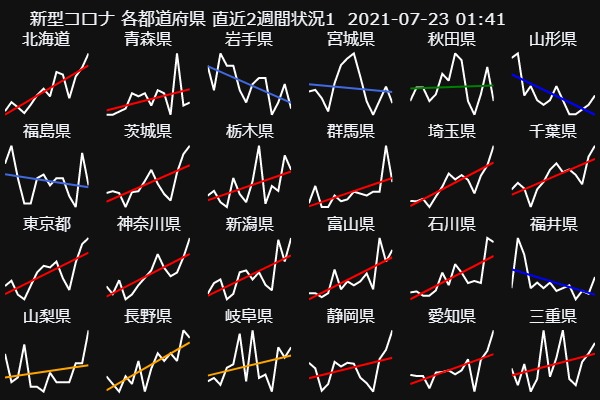 新型コロナ 各都道府県 直近2週間状況1 2021-07-23 01:41
北海道 青森県 岩手県 宮城県 秋田県 山形県
福島県 茨城県 栃木県 群馬県 埼玉県 千葉県
東京都 神奈川県 新潟県 富山県 石川県 福井県
山梨県 長野県 岐阜県 静岡県 愛知県 三重県